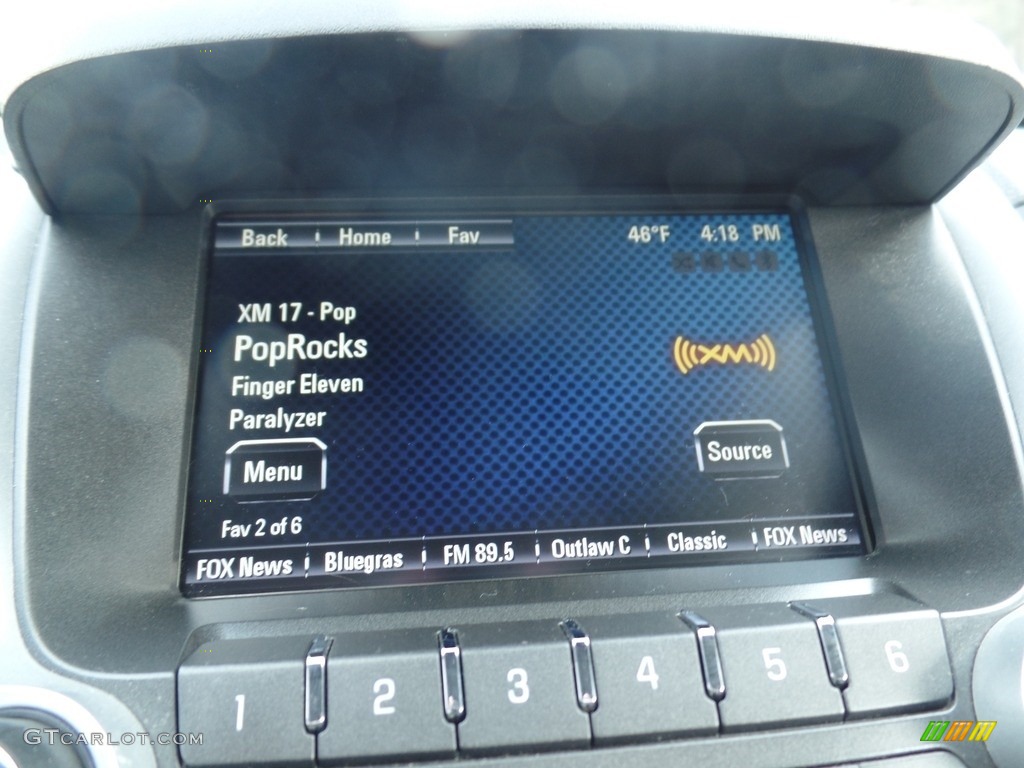 Back Home Fav 46°F 4:18 PM
XM 17 - Pop
PopRocks
((XM))
Finger Eleven
Paralyzer
Menu Source
Fav 2 of 6
FOX News Bluegras FM 89.5 Outlaw C Classic FOX News
1 2 3 4 5 6
GTCARLOT.COM